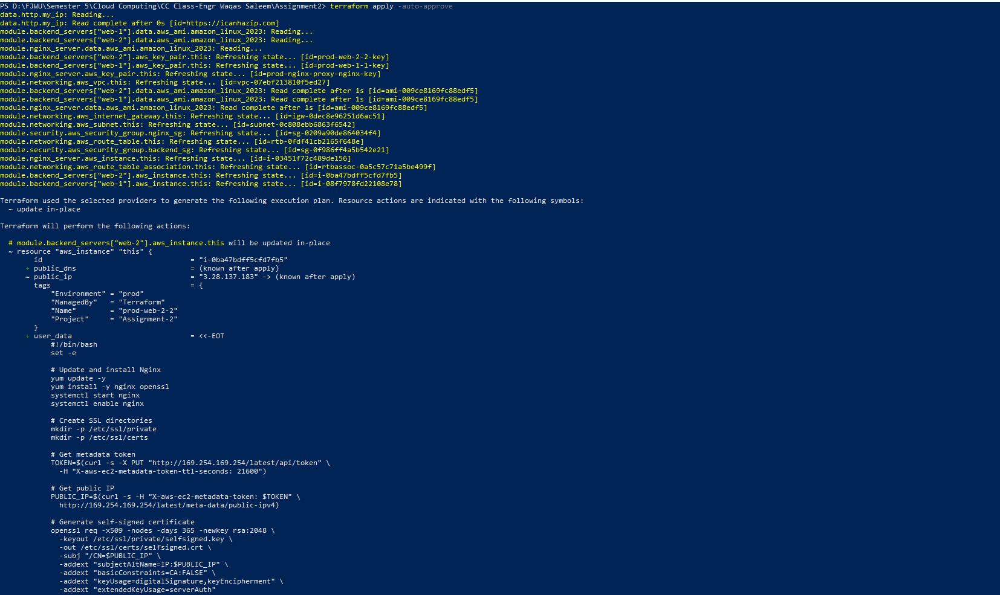 PS D:\FJWU\Semester 5\Cloud Computing\CC Class-Engr Waqas Saleem\Assignment2> terraform apply -auto-approve
data.http.my_ip: Reading...
data.http.my_ip: Read complete after 0s [id=https://icanhazip.com]
module.backend_servers["web-1"].data.aws_ami.amazon_linux_2023: Reading...
module.backend_servers["web-2"].data.aws_ami.amazon_linux_2023: Reading...
module.nginx_server.data.aws_ami.amazon_linux_2023: Reading...
module.backend_servers["web-2"].aws_key_pair.this: Refreshing state... [id=prod-web-2-2-key]
module.backend_servers["web-1"].aws_key_pair.this: Refreshing state... [id=prod-web-1-1-key]
module.nginx_server.aws_key_pair.this: Refreshing state... [id=prod-nginx-proxy-nginx-key]
module.networking.aws_vpc.this: Refreshing state... [id=vpc-07ebf213810f5ed27]
module.backend_servers["web-2"].data.aws_ami.amazon_linux_2023: Read complete after 1s [id=ami-009ce8169fc88edf5]
module.backend_servers["web-1"].data.aws_ami.amazon_linux_2023: Read complete after 1s [id=ami-009ce8169fc88edf5]
module.nginx_server.data.aws_ami.amazon_linux_2023: Read complete after 1s [id=ami-009ce8169fc88edf5]
module.networking.aws_internet_gateway.this: Refreshing state... [id=igw-0dec8e96251d6ac51]
module.networking.aws_subnet.this: Refreshing state... [id=subnet-0c808ebb6863f6542]
module.security.aws_security_group.nginx_sg: Refreshing state... [id=sg-0209a90de864034f4]
module.networking.aws_route_table.this: Refreshing state... [id=rtb-0fdf41cb2165f648e]
module.security.aws_security_group.backend_sg: Refreshing state... [id=sg-0f986ff4a5b542e21]
module.nginx_server.aws_instance.this: Refreshing state... [id=i-03451f72c489de156]
module.networking.aws_route_table_association.this: Refreshing state... [id=rtbassoc-0a5c57c71a5be499f]
module.backend_servers["web-2"].aws_instance.this: Refreshing state... [id=i-0ba47bdff5cfd7fb5]
module.backend_servers["web-1"].aws_instance.this: Refreshing state... [id=i-08f7978fd22108e78]
Terraform used the selected providers to generate the following execution plan. Resource actions are indicated with the following symbols:
  ~ update in-place
Terraform will perform the following actions:
  # module.backend_servers["web-2"].aws_instance.this will be updated in-place
  ~ resource "aws_instance" "this" {
        id                                   = "i-0ba47bdff5cfd7fb5"
      + public_dns                           = (known after apply)
      ~ public_ip                            = "3.28.137.183" -> (known after apply)
        tags                                 = {
            "Environment" = "prod"
            "ManagedBy"   = "Terraform"
            "Name"        = "prod-web-2-2"
            "Project"     = "Assignment-2"
        }
      + user_data                            = <<-EOT
            #!/bin/bash
            set -e
            # Update and install Nginx
            yum update -y
            yum install -y nginx openssl
            systemctl start nginx
            systemctl enable nginx
            # Create SSL directories
            mkdir -p /etc/ssl/private
            mkdir -p /etc/ssl/certs
            # Get metadata token
            TOKEN=$(curl -s -X PUT "http://169.254.169.254/latest/api/token" \
              -H "X-aws-ec2-metadata-token-ttl-seconds: 21600")
            # Get public IP
            PUBLIC_IP=$(curl -s -H "X-aws-ec2-metadata-token: $TOKEN" \
              http://169.254.169.254/latest/meta-data/public-ipv4)
            # Generate self-signed certificate
            openssl req -x509 -nodes -days 365 -newkey rsa:2048 \
              -keyout /etc/ssl/private/selfsigned.key \
              -out /etc/ssl/certs/selfsigned.crt \
              -subj "/CN=$PUBLIC_IP" \
              -addext "subjectAltName=IP:$PUBLIC_IP" \
              -addext "basicConstraints=CA:FALSE" \
              -addext "keyUsage=digitalSignature,keyEncipherment" \
              -addext "extendedKeyUsage=serverAuth"